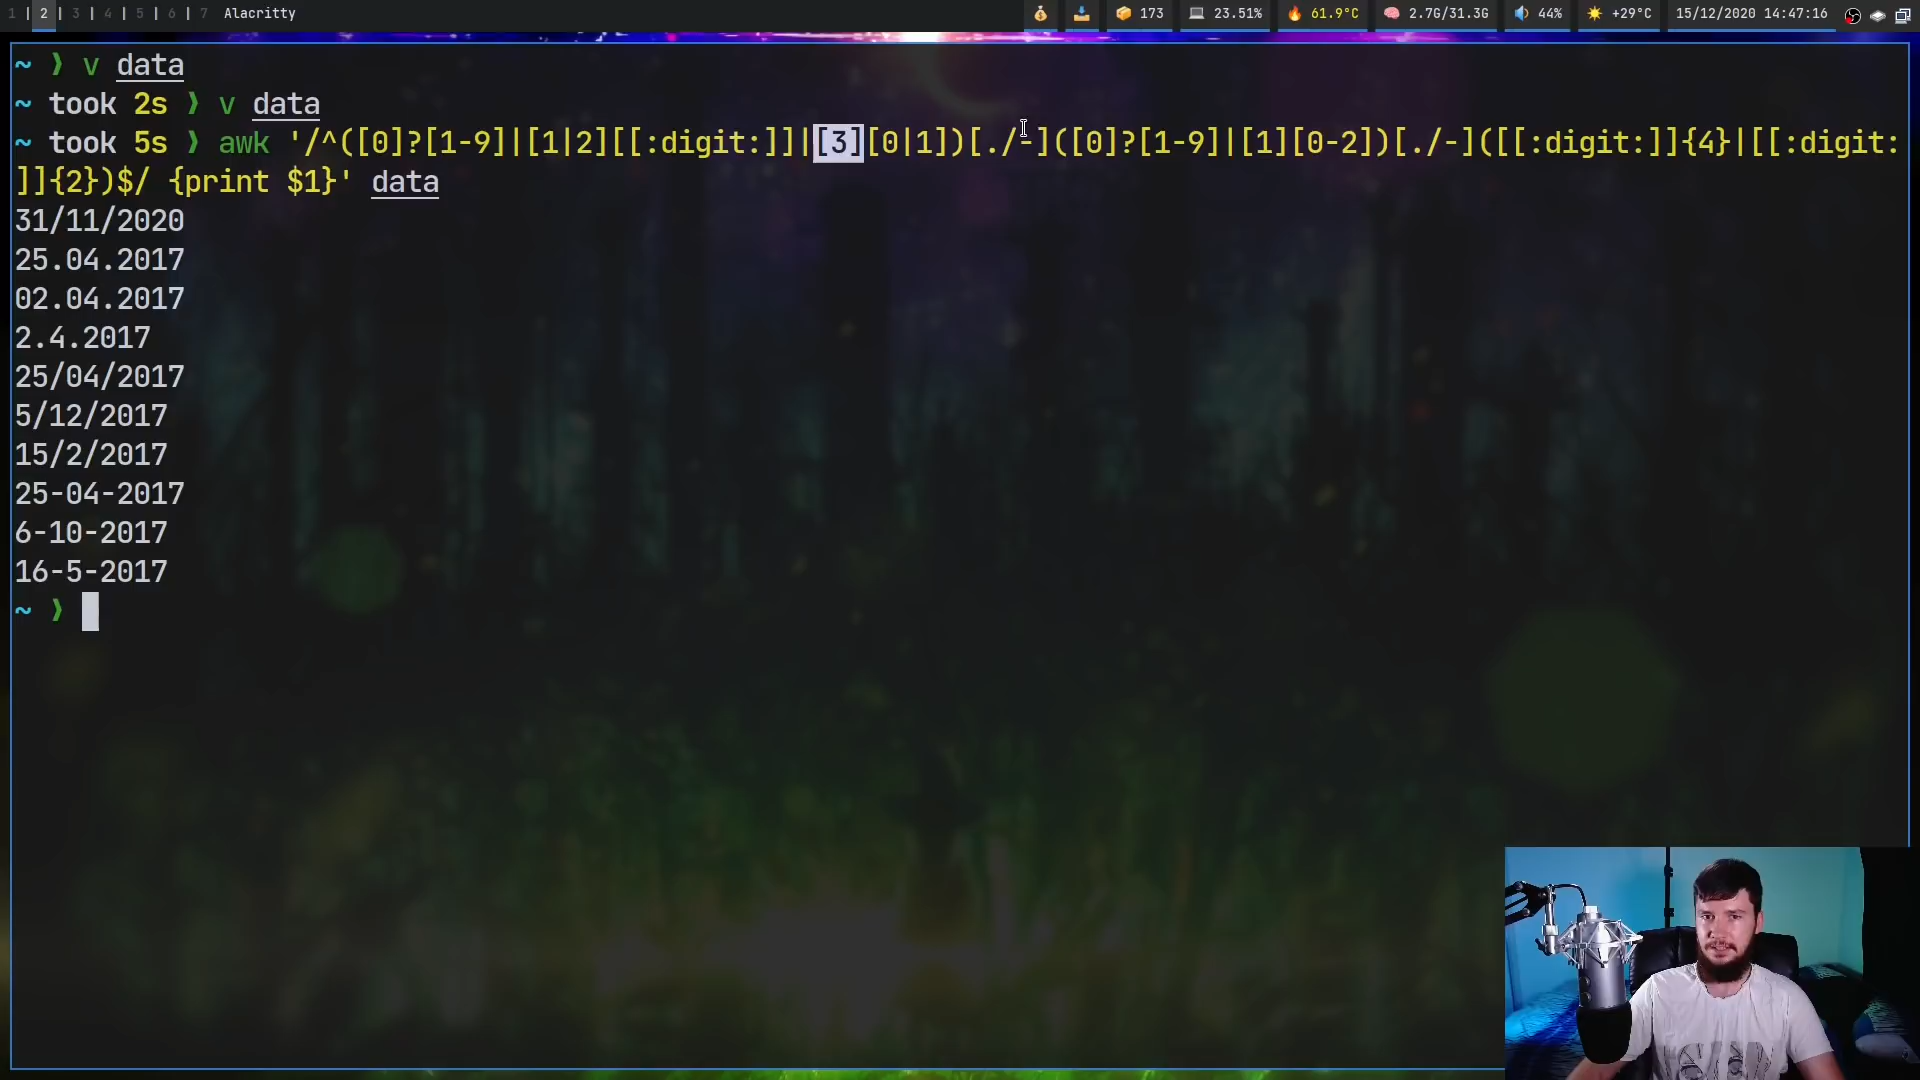 1 | 2 | 3 | 4 | 5 | 6 | 7 Alacritty 173 23.51% 61.9°C 2.7G/31.3G 44% +29°C 15/12/2020 14:47:16
~ ❱ v data
~ took 2s ❱ v data
~ took 5s ❱ awk '/^([0]?[1-9]|[1|2][[:digit:]]|[3][0|1])[./-]([0]?[1-9]|[1][0-2])[./-]([[:digit:]]{4}|[[:digit:
]]{2})$/ {print $1}' data
31/11/2020
25.04.2017
02.04.2017
2.4.2017
25/04/2017
5/12/2017
15/2/2017
25-04-2017
6-10-2017
16-5-2017
~ ❱